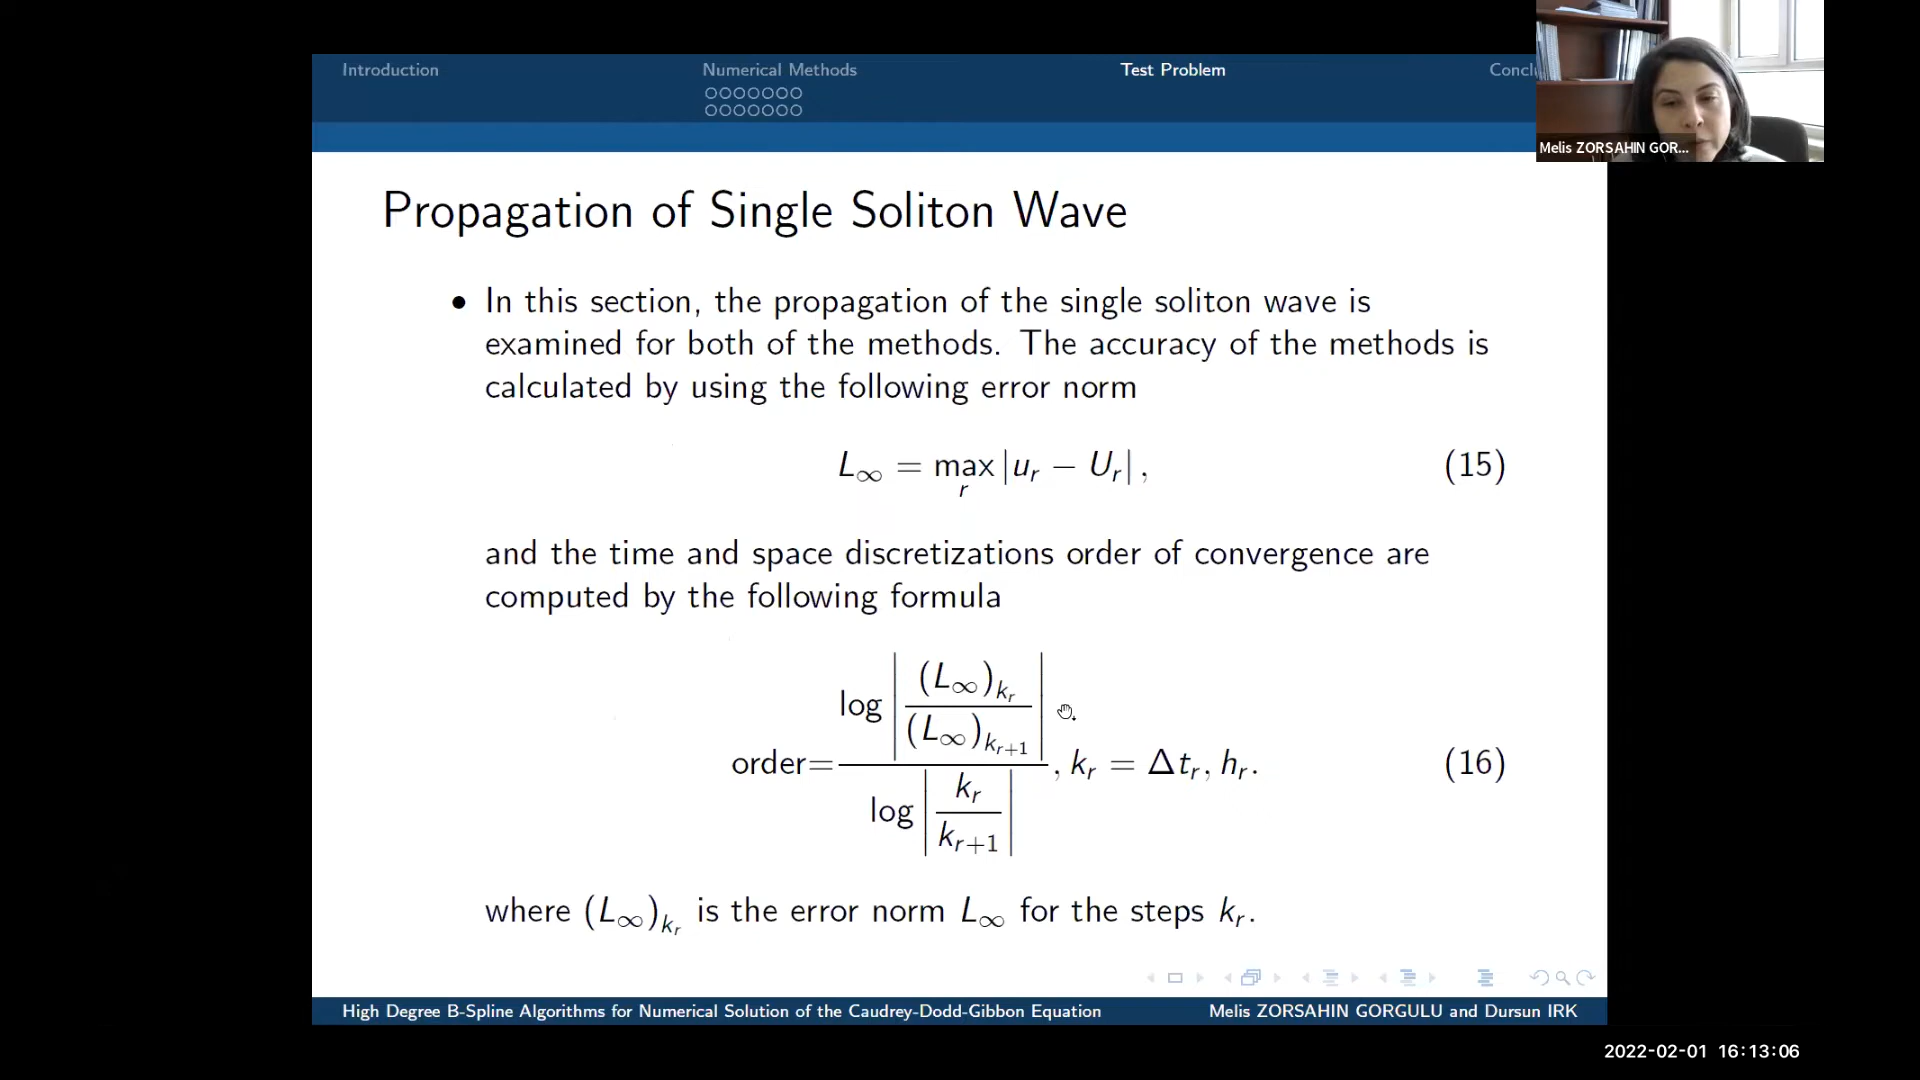 Introduction
Numerical Methods
Test Problem
Conclu
Melis ZORSAHIN GOR...
Propagation of Single Soliton Wave
• In this section, the propagation of the single soliton wave is
examined for both of the methods. The accuracy of the methods is
calculated by using the following error norm
L∞ = max_r |u_r − U_r| , (15)
and the time and space discretizations order of convergence are
computed by the following formula
order= log |(L∞)_{k_r} / (L∞)_{k_{r+1}}| / log |k_r / k_{r+1}| , k_r = Δt_r, h_r. (16)
where (L∞)_{k_r} is the error norm L∞ for the steps k_r.
High Degree B-Spline Algorithms for Numerical Solution of the Caudrey-Dodd-Gibbon Equation
Melis ZORSAHIN GORGULU and Dursun IRK
2022-02-01 16:13:06